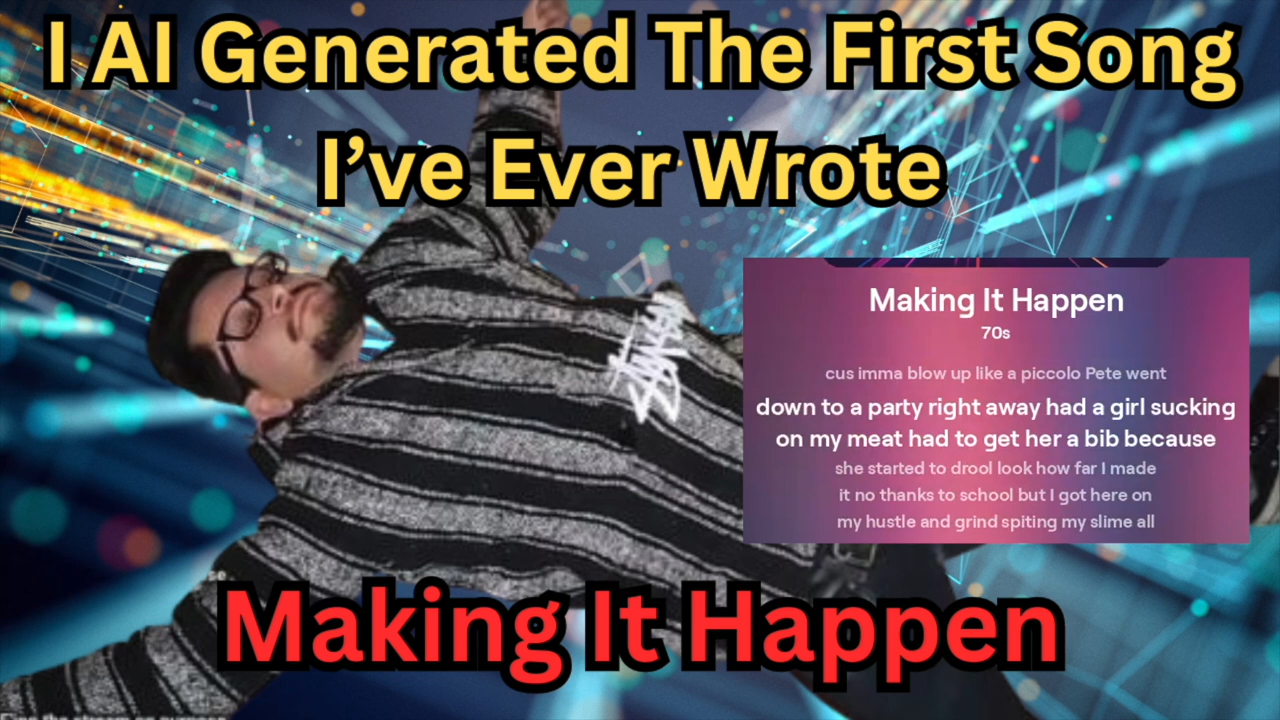 I AI Generated The First Song
I’ve Ever Wrote
Making It Happen
70s
cus imma blow up like a piccolo Pete went
down to a party right away had a girl sucking
on my meat had to get her a bib because
she started to drool look how far I made
it no thanks to school but I got here on
my hustle and grind spiting my slime all
Stüssy
Making It Happen